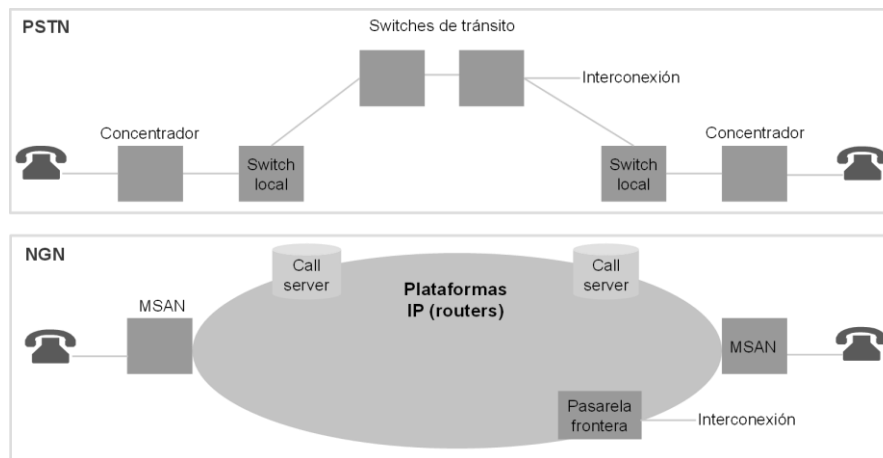 PSTN
Switches de tránsito
Interconexión
Concentrador
Concentrador
Switch
local
Switch
local
NGN
Call
server
Call
server
Plataformas
IP (routers)
MSAN
MSAN
Pasarela
frontera
Interconexión